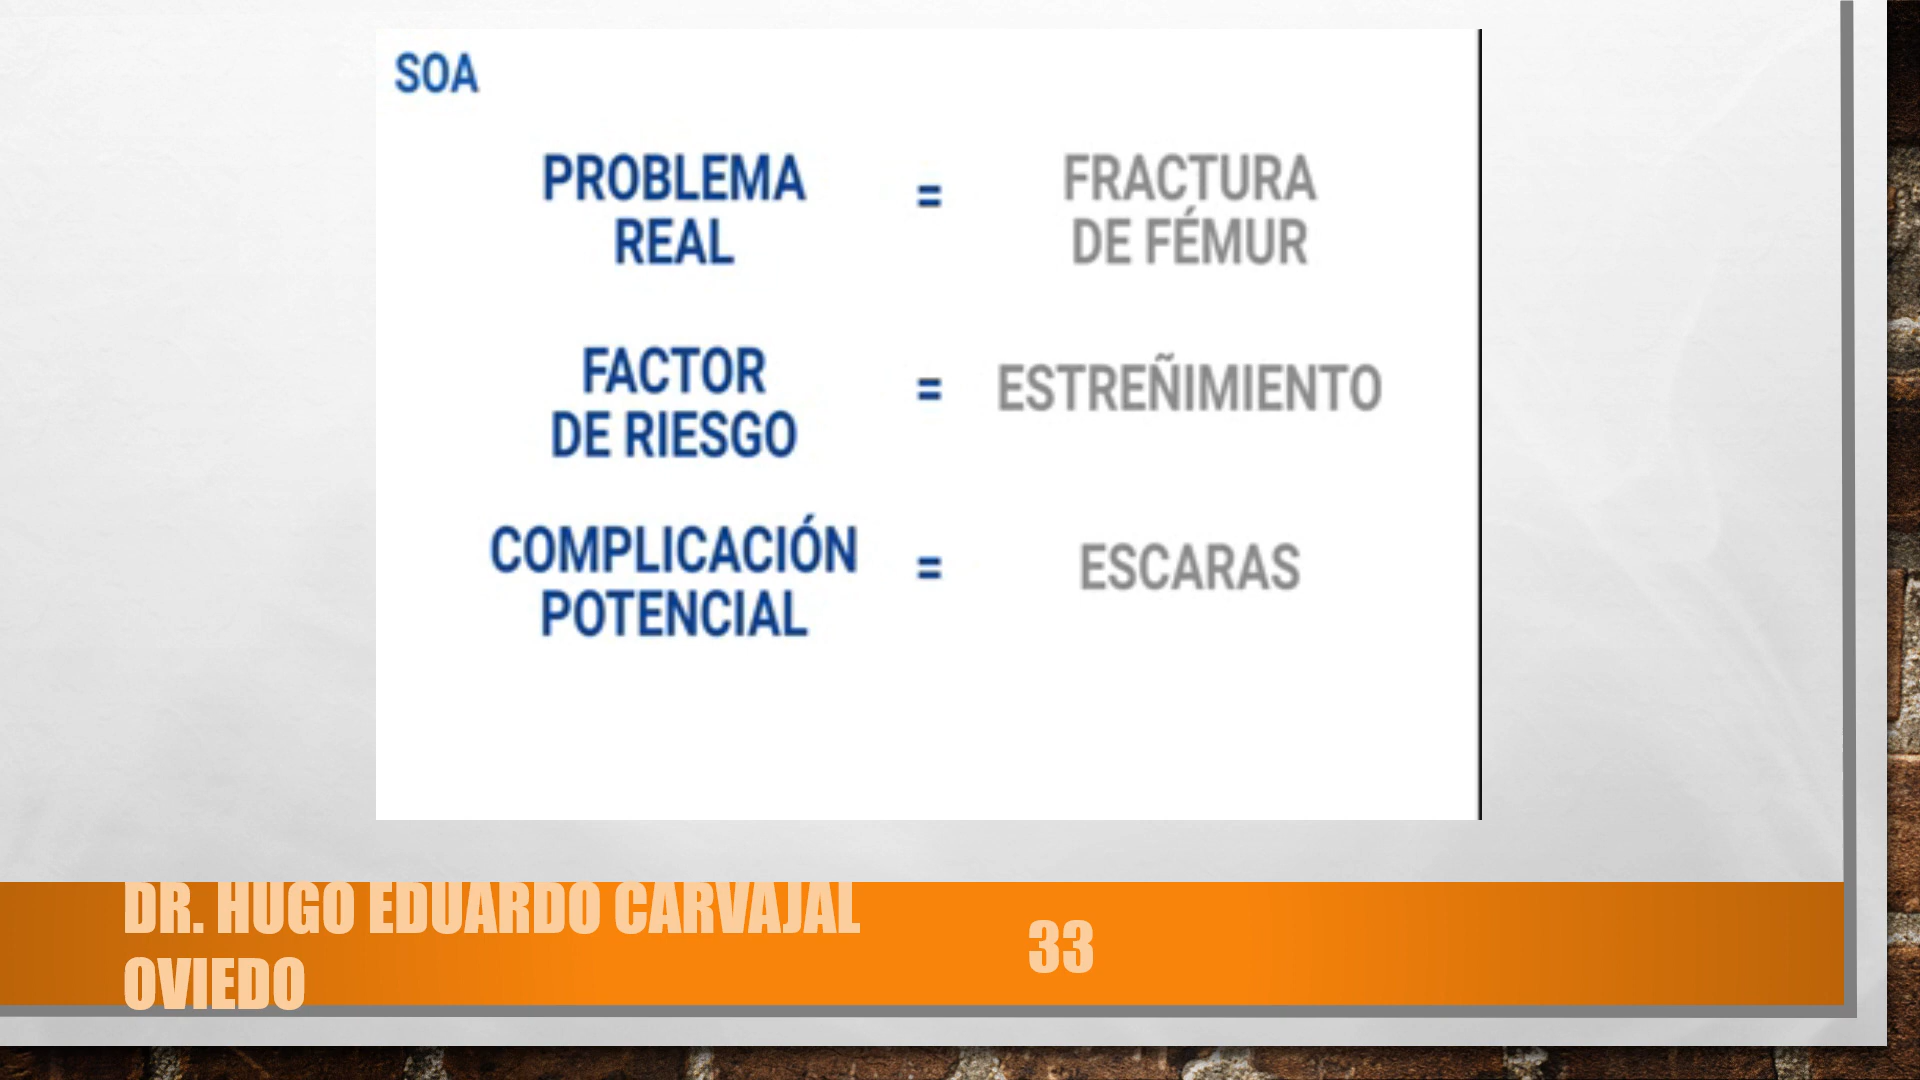 SOA
PROBLEMA
REAL
=
FRACTURA
DE FÉMUR
FACTOR
DE RIESGO
=
ESTREÑIMIENTO
COMPLICACIÓN
POTENCIAL
=
ESCARAS
DR. HUGO EDUARDO CARVAJAL
OVIEDO
33